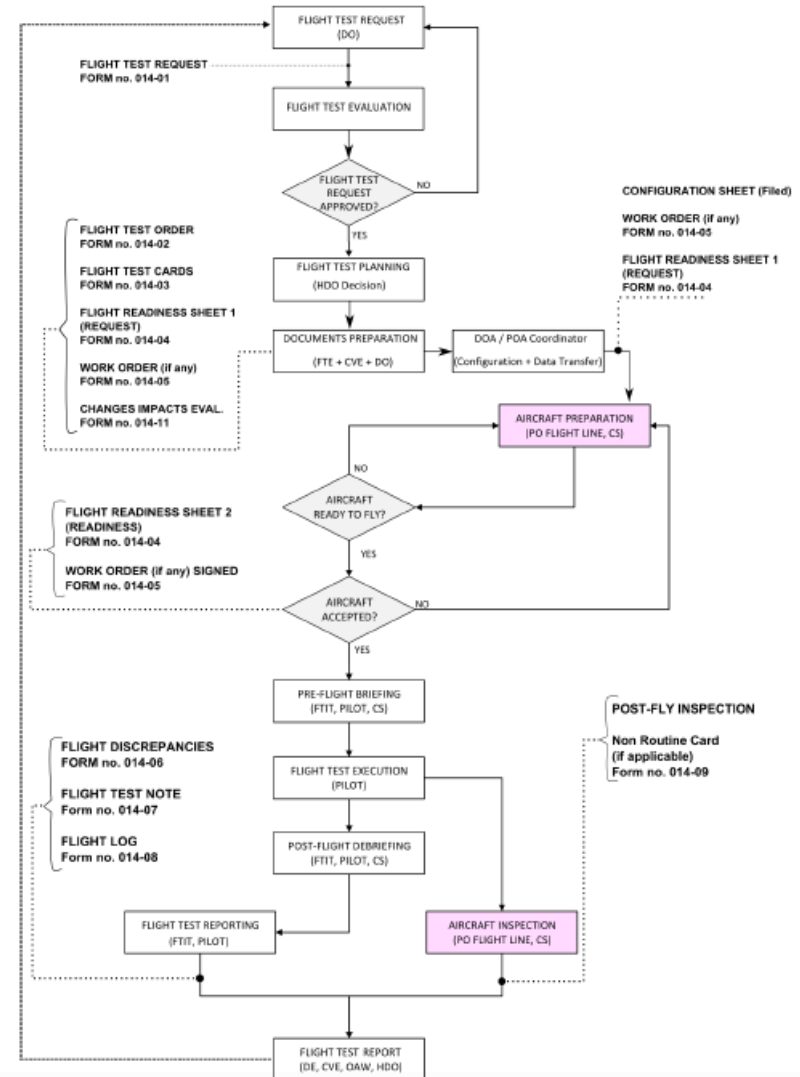 FLIGHT TEST REQUEST
(DO)
FLIGHT TEST REQUEST
FORM no. 014-01
FLIGHT TEST EVALUATION
FLIGHT TEST
REQUEST
APPROVED?
NO
YES
CONFIGURATION SHEET (Filed)
WORK ORDER (if any)
FORM no. 014-05
FLIGHT READINESS SHEET 1
(REQUEST)
FORM no. 014-04
FLIGHT TEST ORDER
FORM no. 014-02
FLIGHT TEST CARDS
FORM no. 014-03
FLIGHT READINESS SHEET 1
(REQUEST)
FORM no. 014-04
WORK ORDER (if any)
FORM no. 014-05
CHANGES IMPACTS EVAL.
FORM no. 014-11
FLIGHT TEST PLANNING
(HDO Decision)
DOCUMENTS PREPARATION
(FTE + CVE + DO)
DOA / POA Coordinator
(Configuration + Data Transfer)
AIRCRAFT PREPARATION
(PO FLIGHT LINE, CS)
NO
AIRCRAFT
READY TO FLY?
YES
FLIGHT READINESS SHEET 2
(READINESS)
FORM no. 014-04
WORK ORDER (if any) SIGNED
FORM no. 014-05
AIRCRAFT
ACCEPTED?
NO
YES
PRE-FLIGHT BRIEFING
(FTIT, PILOT, CS)
POST-FLY INSPECTION
Non Routine Card
(if applicable)
Form no. 014-09
FLIGHT DISCREPANCIES
FORM no. 014-06
FLIGHT TEST NOTE
Form no. 014-07
FLIGHT LOG
Form no. 014-08
FLIGHT TEST EXECUTION
(PILOT)
POST-FLIGHT DEBRIEFING
(FTIT, PILOT, CS)
FLIGHT TEST REPORTING
(FTIT, PILOT)
AIRCRAFT INSPECTION
(PO FLIGHT LINE, CS)
FLIGHT TEST REPORT
(DE, CVE, OAW, HDO)